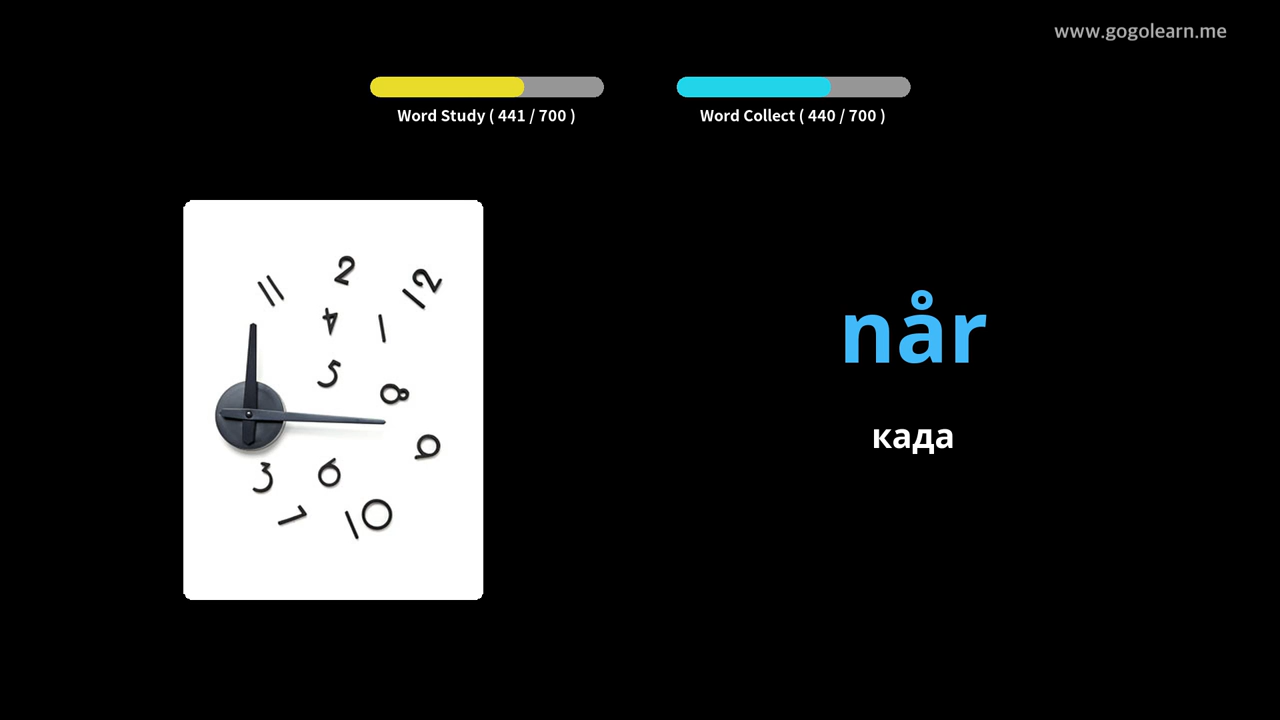 www.gogolearn.me
Word Study ( 441 / 700 )
Word Collect ( 440 / 700 )
11
2
12
4
1
5
8
9
3
6
7
10
når
када